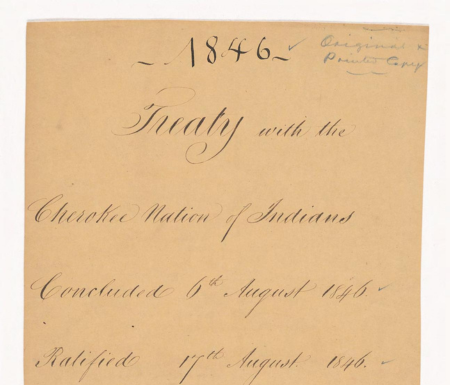 – 1846 – ✓
Original &
Printed Copy
Treaty with the
Cherokee Nation of Indians
Concluded 6th August 1846 ✓
Ratified 17th August 1846. ✓